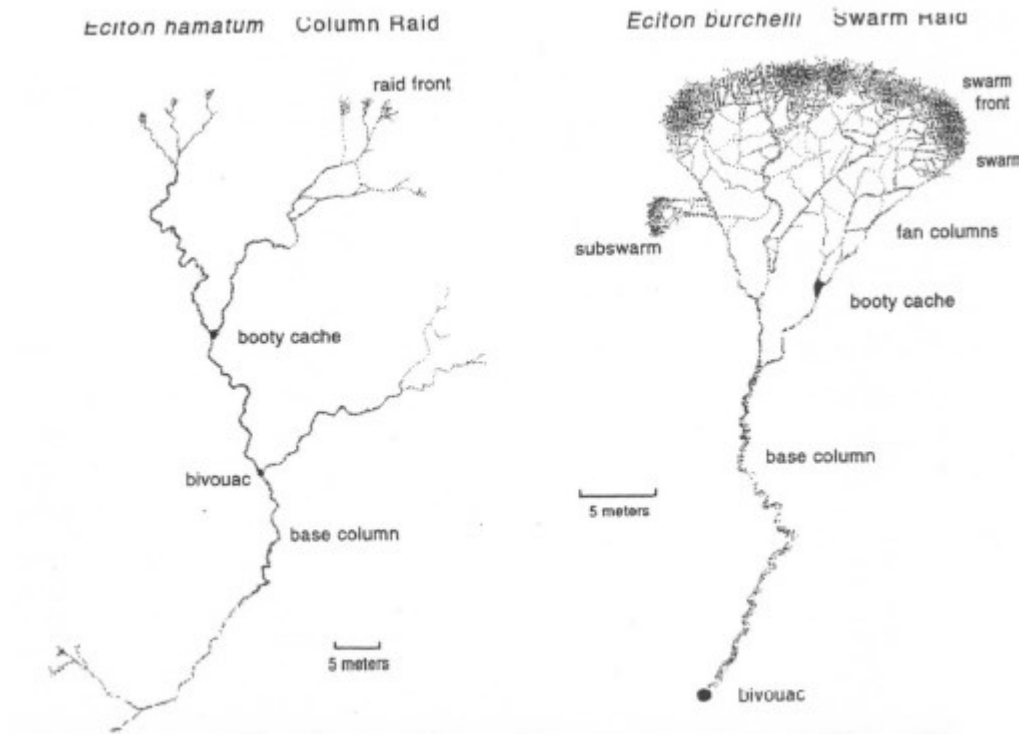 Eciton hamatum Column Raid
raid front
booty cache
bivouac
base column
5 meters
Eciton burchelli Swarm Raid
swarm
front
swarm
subswarm
fan columns
booty cache
base column
5 meters
bivouac